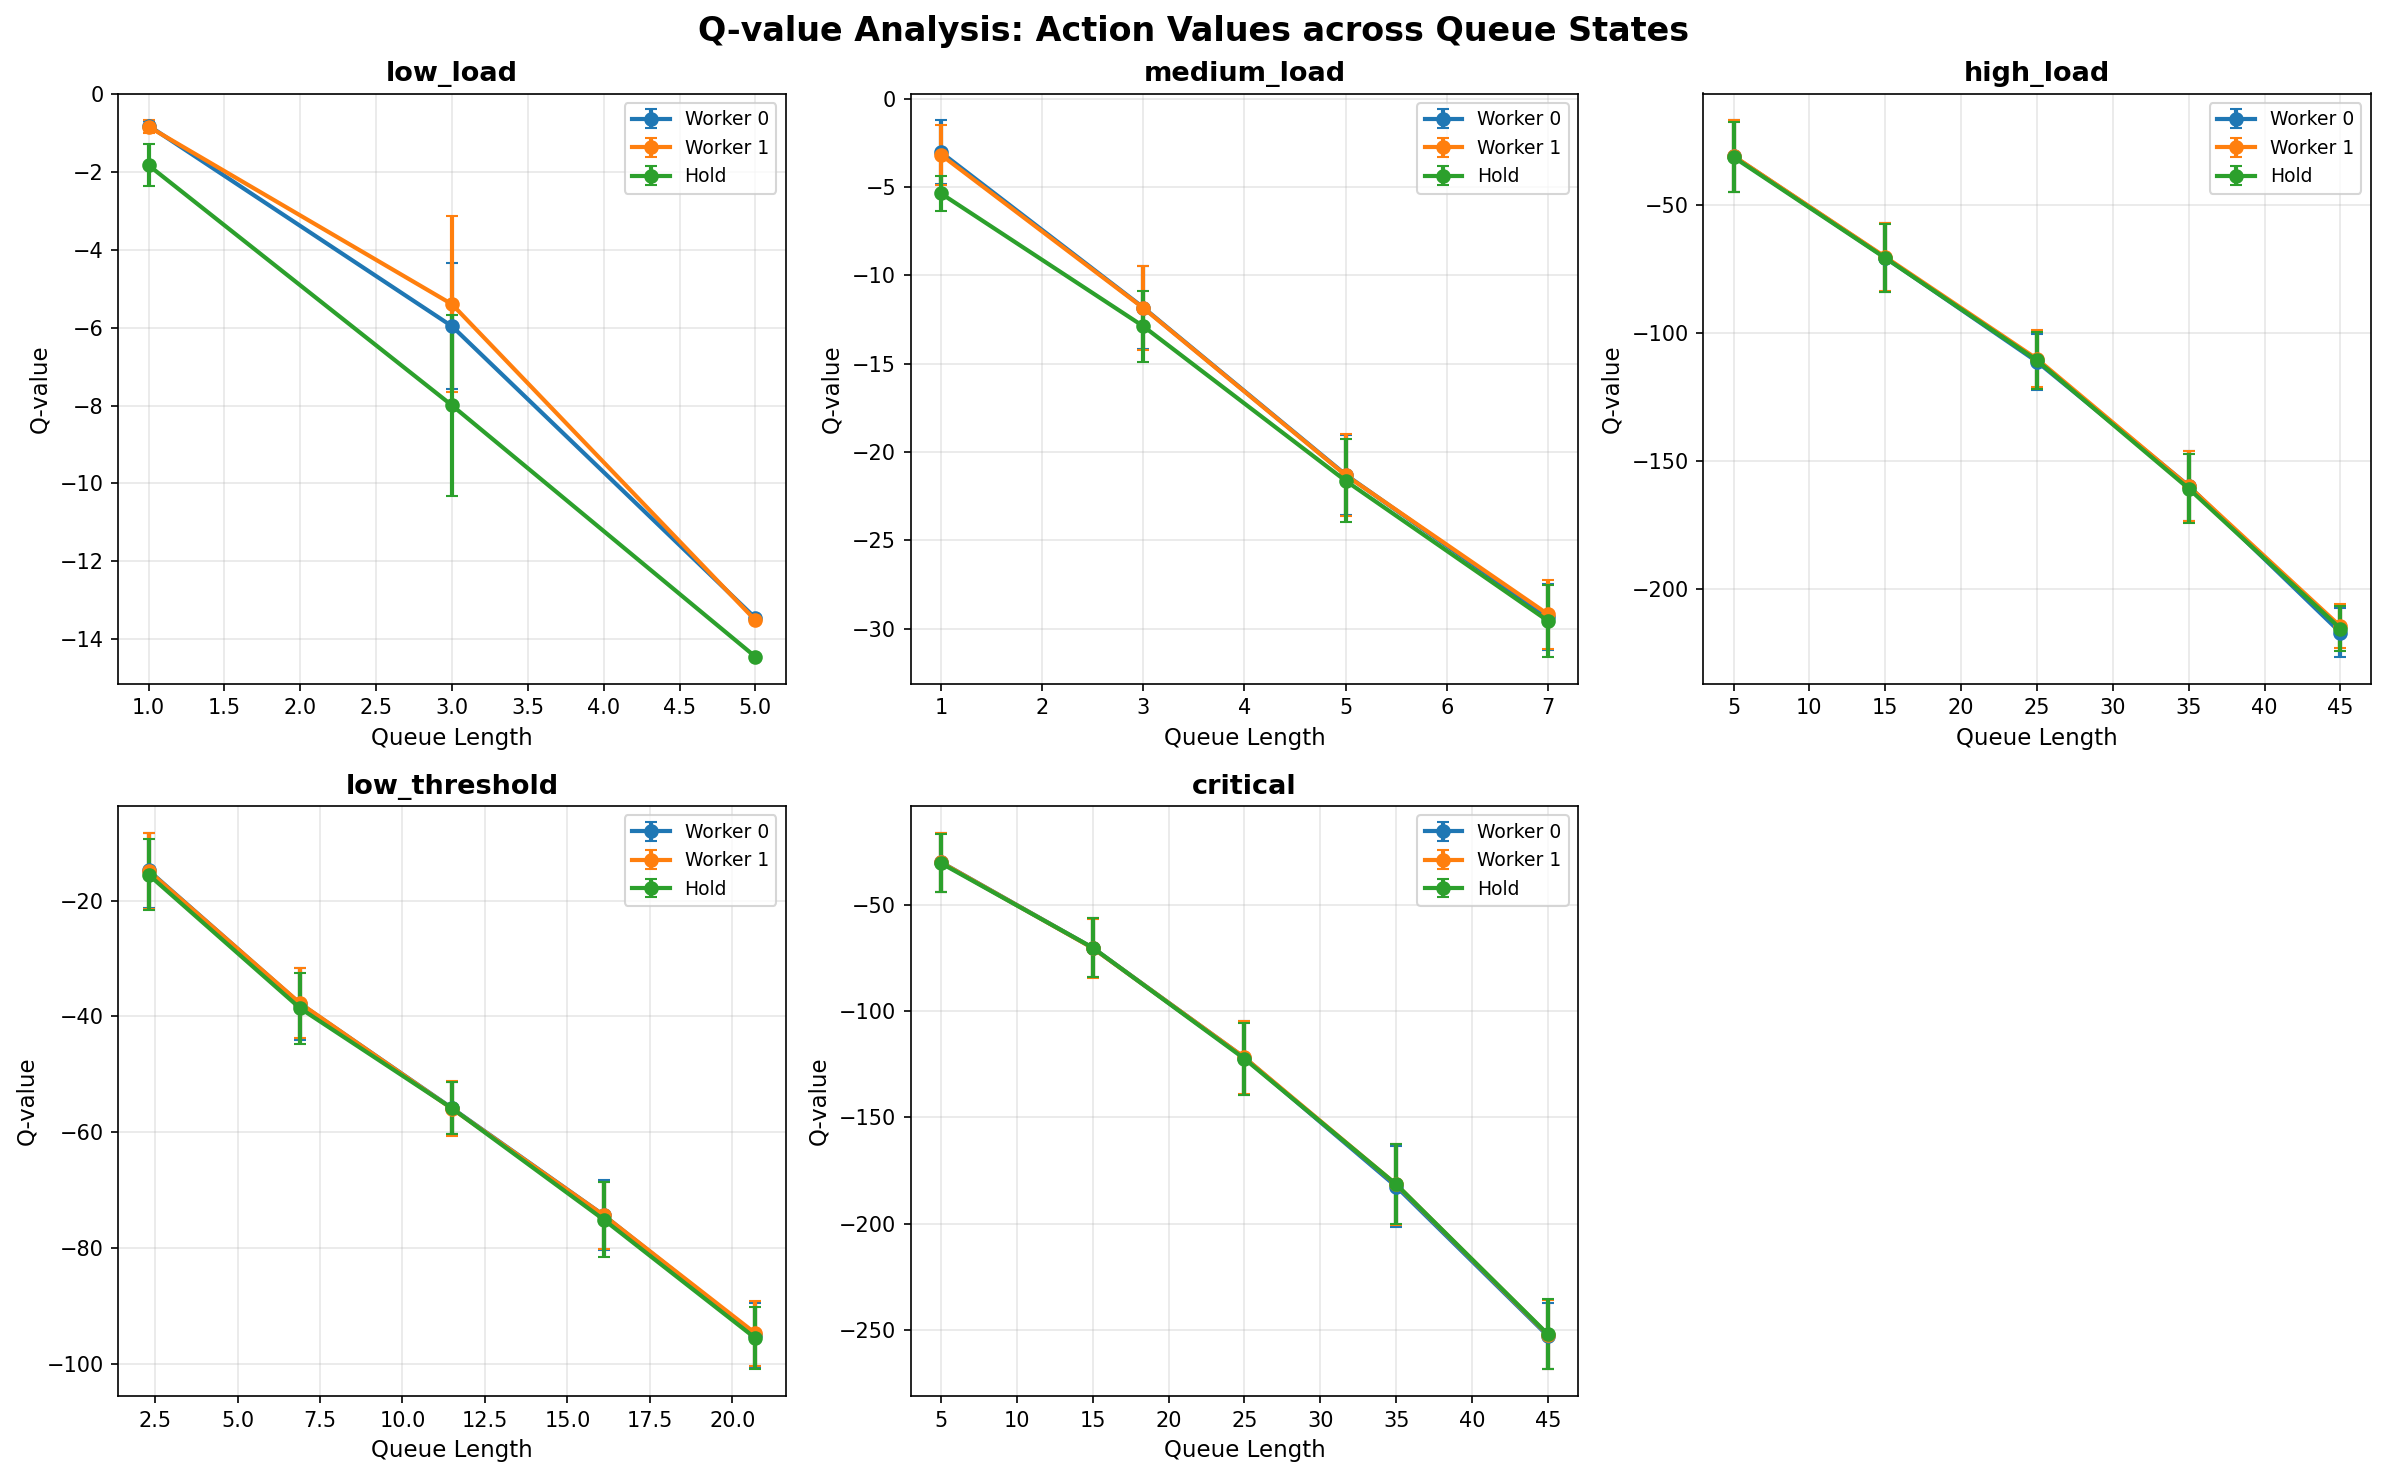 Q-value Analysis: Action Values across Queue States
low_load
Q-value
0
−2
−4
−6
−8
−10
−12
−14
Worker 0
Worker 1
Hold
1.0 1.5 2.0 2.5 3.0 3.5 4.0 4.5 5.0
Queue Length
medium_load
Q-value
0
−5
−10
−15
−20
−25
−30
Worker 0
Worker 1
Hold
1 2 3 4 5 6 7
Queue Length
high_load
Q-value
−50
−100
−150
−200
Worker 0
Worker 1
Hold
5 10 15 20 25 30 35 40 45
Queue Length
low_threshold
Q-value
−20
−40
−60
−80
−100
Worker 0
Worker 1
Hold
2.5 5.0 7.5 10.0 12.5 15.0 17.5 20.0
Queue Length
critical
Q-value
−50
−100
−150
−200
−250
Worker 0
Worker 1
Hold
5 10 15 20 25 30 35 40 45
Queue Length